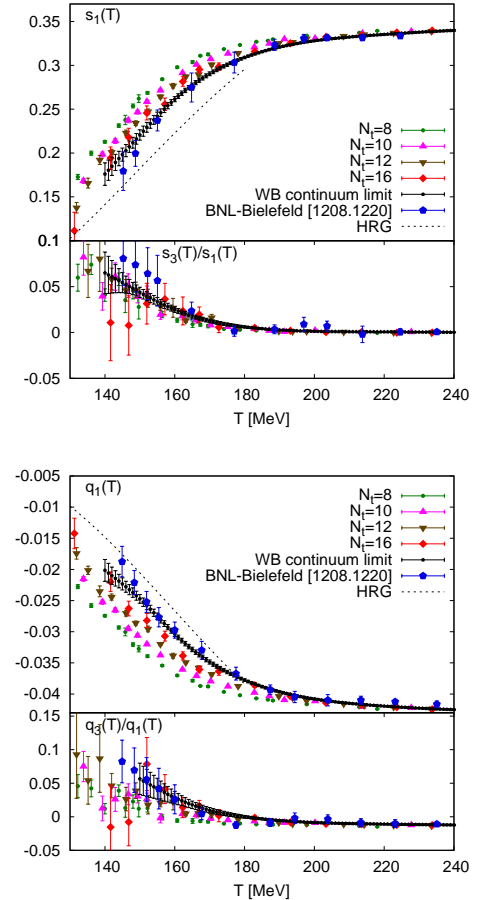 s1(T)
0.35
0.3
0.25
0.2
0.15
0.1
Nt=8
Nt=10
Nt=12
Nt=16
WB continuum limit
BNL-Bielefeld [1208.1220]
HRG
s3(T)/s1(T)
0.1
0.05
0
-0.05
140 160 180 200 220 240
T [MeV]
-0.005
q1(T)
-0.01
-0.015
-0.02
-0.025
-0.03
-0.035
-0.04
Nt=8
Nt=10
Nt=12
Nt=16
WB continuum limit
BNL-Bielefeld [1208.1220]
HRG
0.15
q3(T)/q1(T)
0.1
0.05
0
-0.05
140 160 180 200 220 240
T [MeV]